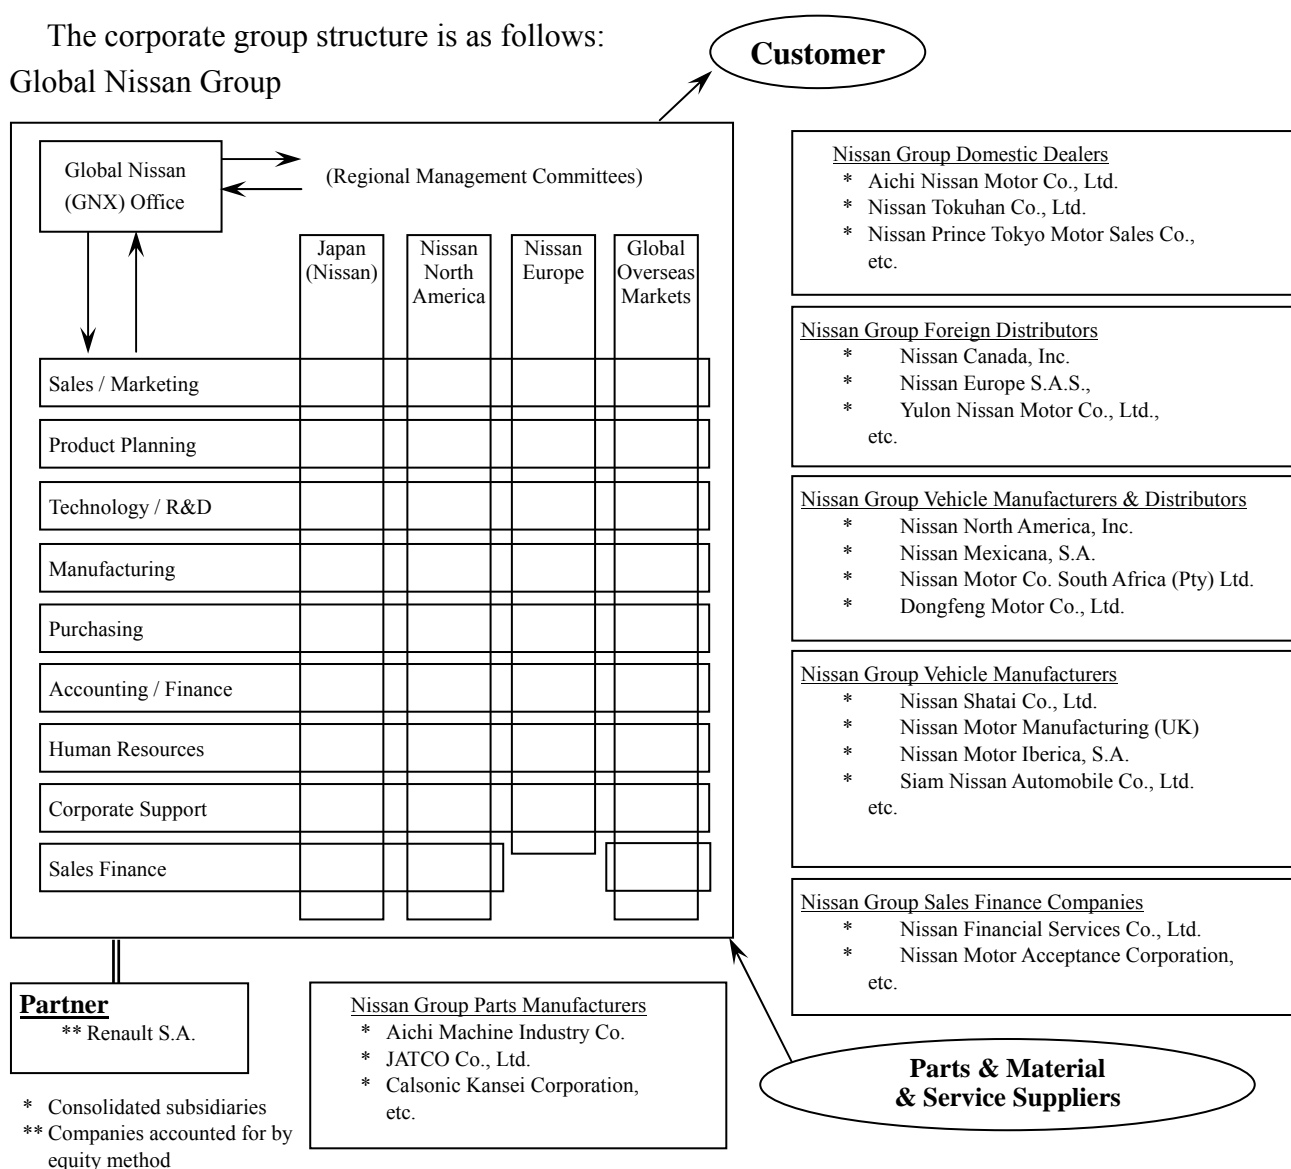 The corporate group structure is as follows:
Global Nissan Group
Customer
Global Nissan
(GNX) Office
(Regional Management Committees)
Japan
(Nissan)
Nissan
North
America
Nissan
Europe
Global
Overseas
Markets
Sales / Marketing
Product Planning
Technology / R&D
Manufacturing
Purchasing
Accounting / Finance
Human Resources
Corporate Support
Sales Finance
Nissan Group Domestic Dealers
* Aichi Nissan Motor Co., Ltd.
* Nissan Tokuhan Co., Ltd.
* Nissan Prince Tokyo Motor Sales Co.,
etc.
Nissan Group Foreign Distributors
* Nissan Canada, Inc.
* Nissan Europe S.A.S.,
* Yulon Nissan Motor Co., Ltd.,
etc.
Nissan Group Vehicle Manufacturers & Distributors
* Nissan North America, Inc.
* Nissan Mexicana, S.A.
* Nissan Motor Co. South Africa (Pty) Ltd.
* Dongfeng Motor Co., Ltd.
Nissan Group Vehicle Manufacturers
* Nissan Shatai Co., Ltd.
* Nissan Motor Manufacturing (UK)
* Nissan Motor Iberica, S.A.
* Siam Nissan Automobile Co., Ltd.
etc.
Nissan Group Sales Finance Companies
* Nissan Financial Services Co., Ltd.
* Nissan Motor Acceptance Corporation,
etc.
Partner
** Renault S.A.
Nissan Group Parts Manufacturers
* Aichi Machine Industry Co.
* JATCO Co., Ltd.
* Calsonic Kansei Corporation,
etc.
Parts & Material
& Service Suppliers
* Consolidated subsidiaries
** Companies accounted for by
equity method